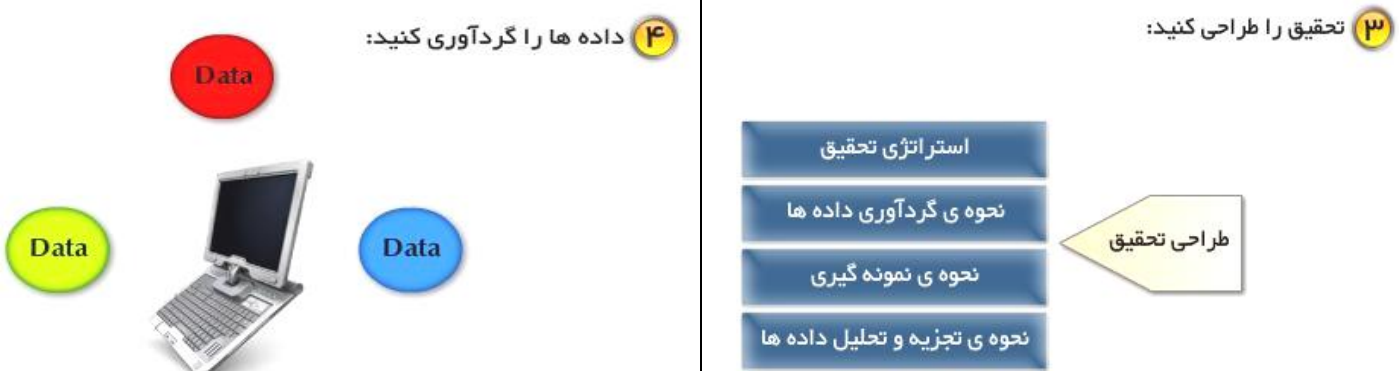 ۳ تحقیق را طراحی کنید:
طراحی تحقیق
استراتژی تحقیق
نحوه ی گردآوری داده ها
نحوه ی نمونه گیری
نحوه ی تجزیه و تحلیل داده ها
۴ داده ها را گردآوری کنید:
Data
Data
Data